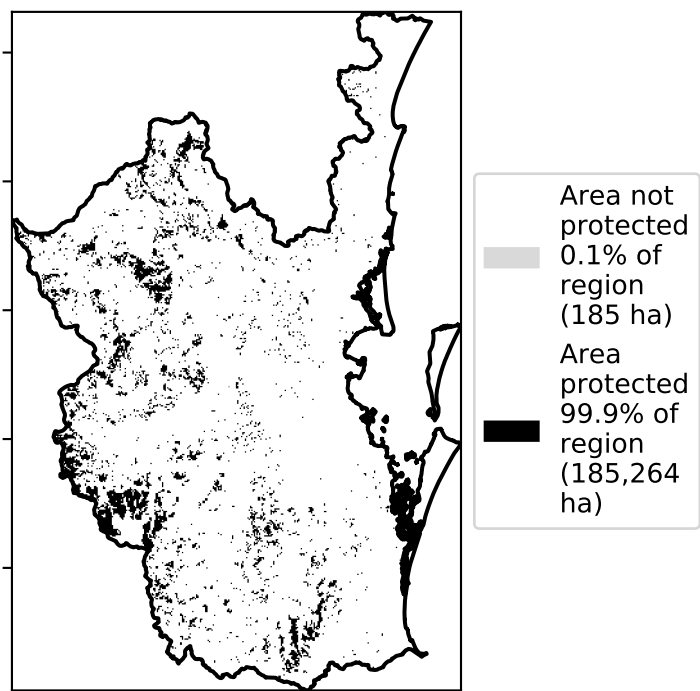 Area not
protected
0.1% of
region
(185 ha)
Area
protected
99.9% of
region
(185,264
ha)